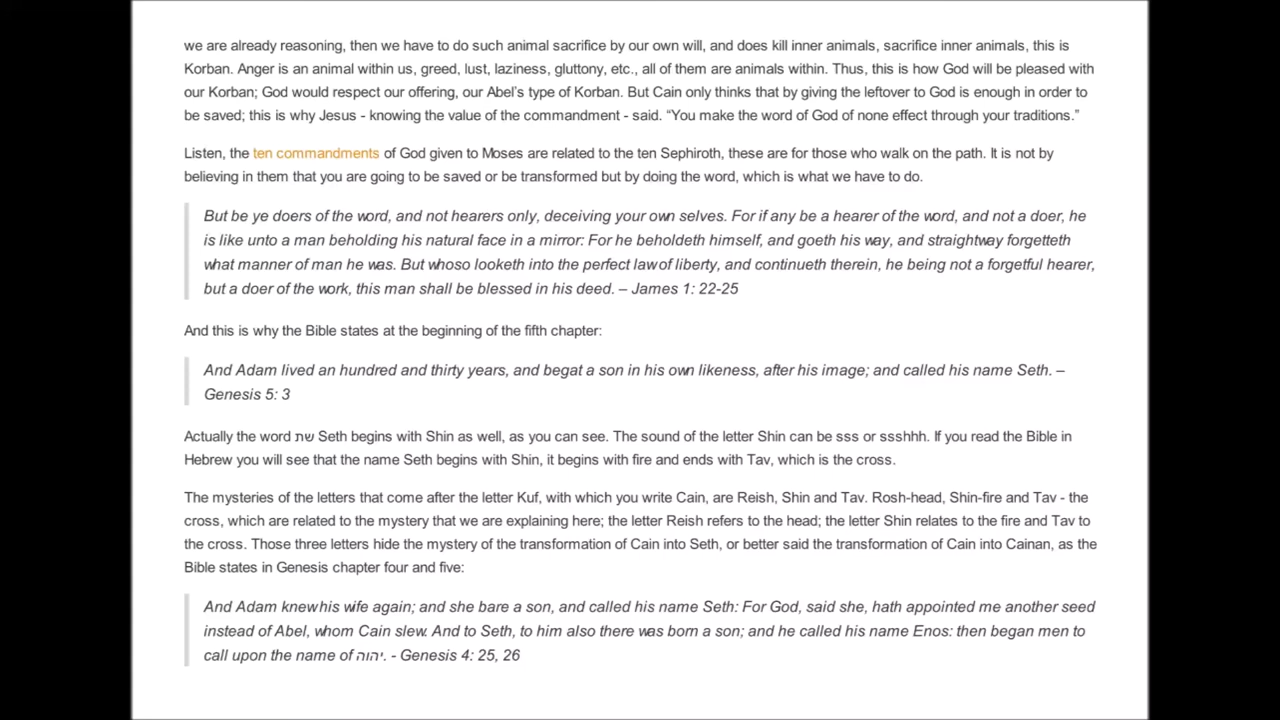 we are already reasoning, then we have to do such animal sacrifice by our own will, and does kill inner animals, sacrifice inner animals, this is
Korban. Anger is an animal within us, greed, lust, laziness, gluttony, etc., all of them are animals within. Thus, this is how God will be pleased with
our Korban; God would respect our offering, our Abel’s type of Korban. But Cain only thinks that by giving the leftover to God is enough in order to
be saved; this is why Jesus - knowing the value of the commandment - said. “You make the word of God of none effect through your traditions.”
Listen, the ten commandments of God given to Moses are related to the ten Sephiroth, these are for those who walk on the path. It is not by
believing in them that you are going to be saved or be transformed but by doing the word, which is what we have to do.
But be ye doers of the word, and not hearers only, deceiving your own selves. For if any be a hearer of the word, and not a doer, he
is like unto a man beholding his natural face in a mirror: For he beholdeth himself, and goeth his way, and straightway forgetteth
what manner of man he was. But whoso looketh into the perfect law of liberty, and continueth therein, he being not a forgetful hearer,
but a doer of the work, this man shall be blessed in his deed. – James 1: 22-25
And this is why the Bible states at the beginning of the fifth chapter:
And Adam lived an hundred and thirty years, and begat a son in his own likeness, after his image; and called his name Seth. –
Genesis 5: 3
Actually the word שת Seth begins with Shin as well, as you can see. The sound of the letter Shin can be sss or ssshhh. If you read the Bible in
Hebrew you will see that the name Seth begins with Shin, it begins with fire and ends with Tav, which is the cross.
The mysteries of the letters that come after the letter Kuf, with which you write Cain, are Reish, Shin and Tav. Rosh-head, Shin-fire and Tav - the
cross, which are related to the mystery that we are explaining here; the letter Reish refers to the head; the letter Shin relates to the fire and Tav to
the cross. Those three letters hide the mystery of the transformation of Cain into Seth, or better said the transformation of Cain into Cainan, as the
Bible states in Genesis chapter four and five:
And Adam knew his wife again; and she bare a son, and called his name Seth: For God, said she, hath appointed me another seed
instead of Abel, whom Cain slew. And to Seth, to him also there was born a son; and he called his name Enos: then began men to
call upon the name of יהוה. - Genesis 4: 25, 26